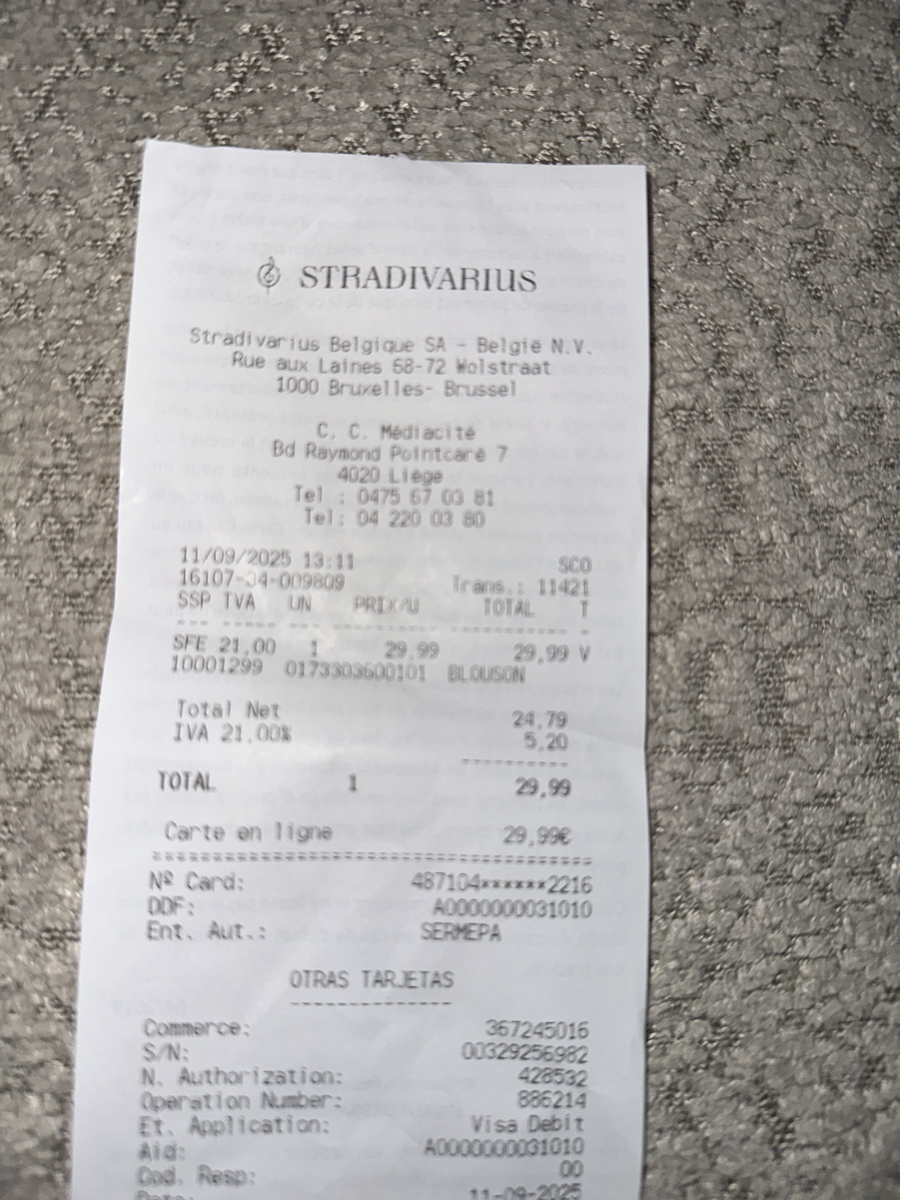 STRADIVARIUS
Stradivarius Belgique SA - België N.V.
Rue aux Laines 68-72 Wolstraat
1000 Bruxelles- Brussel
C. C. Médiacité
Bd Raymond Pointcaré 7
4020 Liège
Tel : 0475 67 03 81
Tel: 04 220 03 80
11/09/2025 13:11 SCO
16107-34-009809 Trans.: 11421
SSP TVA UN PRIX/U TOTAL T
--- --- --- --- --- --- --- --- -
SFE 21,00 1 29,99 29,99 V
10001299 0173303600101 BLOUSON
Total Net 24,79
IVA 21,00% 5,20
----------
TOTAL 1 29,99
Carte en ligne 29,99€
========================================
Nº Card: 487104******2216
DDF: A0000000031010
Ent. Aut.: SERMEPA
OTRAS TARJETAS
--------------
Commerce: 367245016
S/N: 00329256982
N. Authorization: 428532
Operation Number: 886214
Et. Application: Visa Debit
Aid: A0000000031010
Cod. Resp: 00
Date: 11-09-2025